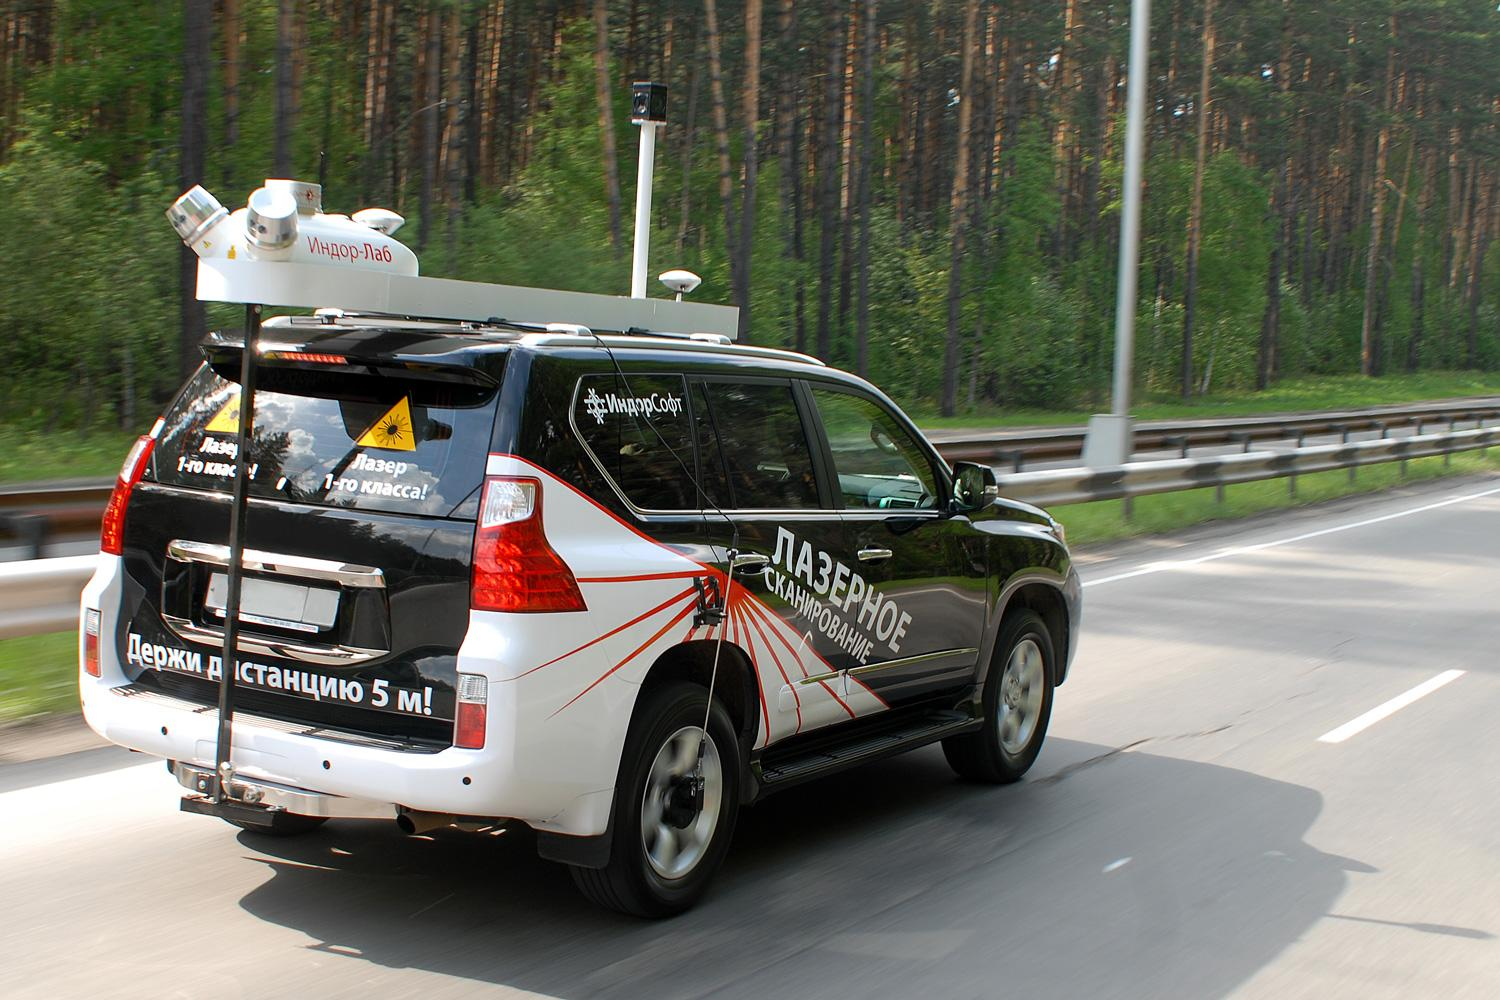 Индор-Лаб
ИндорСофт
Лазер
1-го класса!
Лазер
1-го класса!
ЛАЗЕРНОЕ
СКАНИРОВАНИЕ
Держи дистанцию 5 м!